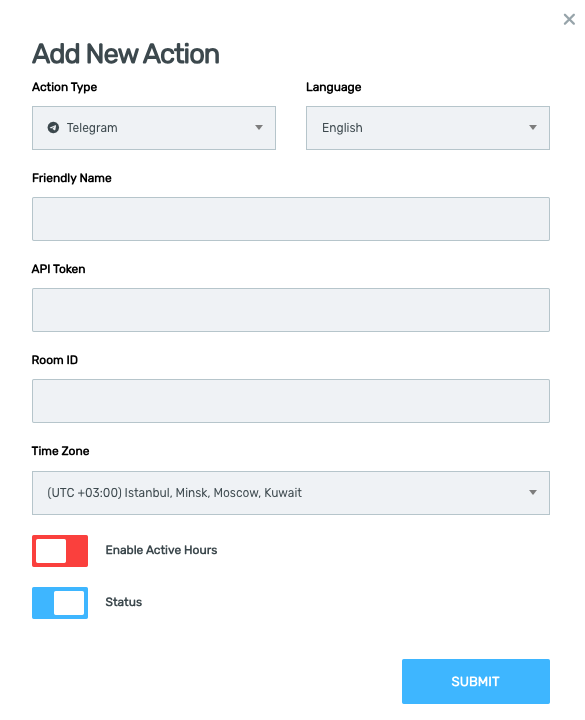 Add New Action
Action Type
Language
Telegram
English
Friendly Name
API Token
Room ID
Time Zone
(UTC +03:00) Istanbul, Minsk, Moscow, Kuwait
Enable Active Hours
Status
SUBMIT